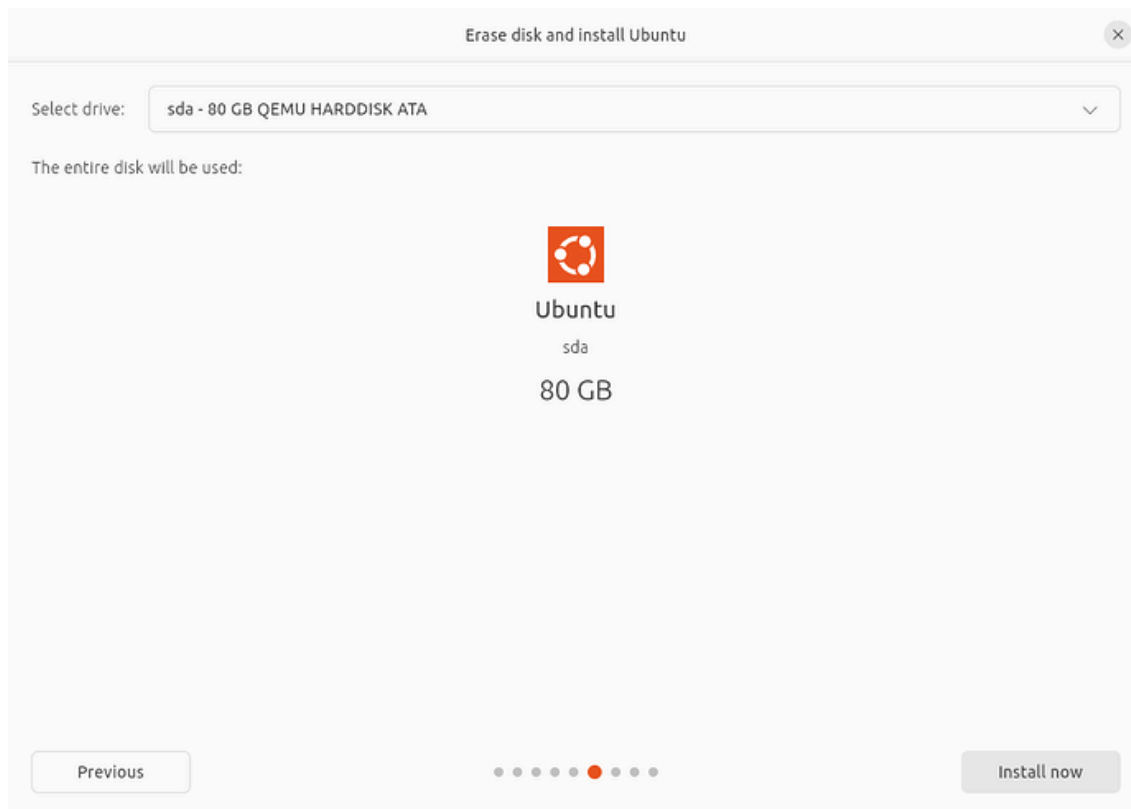 Erase disk and install Ubuntu
Select drive: sda - 80 GB QEMU HARDDISK ATA
The entire disk will be used:
Ubuntu
sda
80 GB
Previous Install now